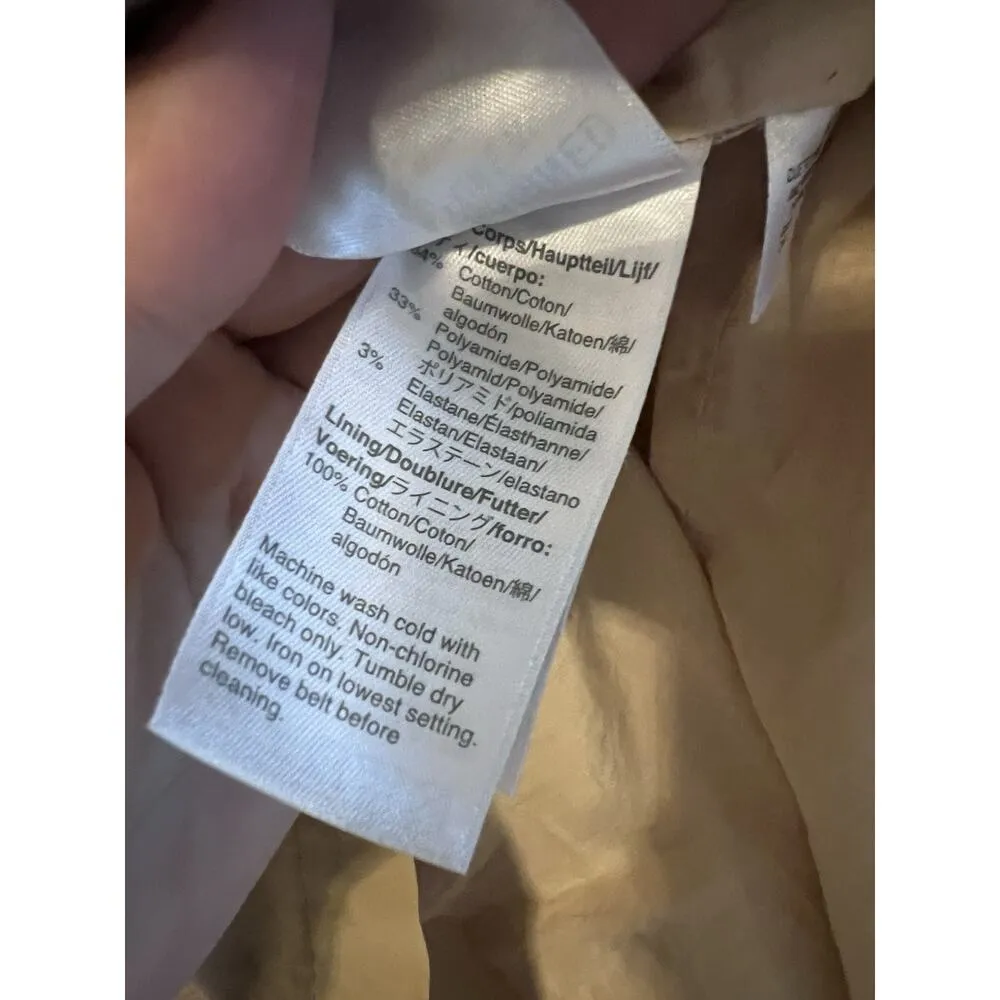 Corps/Hauptteil/Lijf/
ディ/cuerpo:
64% Cotton/Coton/
Baumwolle/Katoen/綿/
algodón
33% Polyamide/Polyamide/
Polyamid/Polyamide/
ポリアミド/poliamida
3% Elastane/Élasthanne/
Elastan/Elastaan/
エラステーン/elastano
Lining/Doublure/Futter/
Voering/ライニング/forro:
100% Cotton/Coton/
Baumwolle/Katoen/綿/
algodón
Machine wash cold with
like colors. Non-chlorine
bleach only. Tumble dry
low. Iron on lowest setting.
Remove belt before
cleaning.